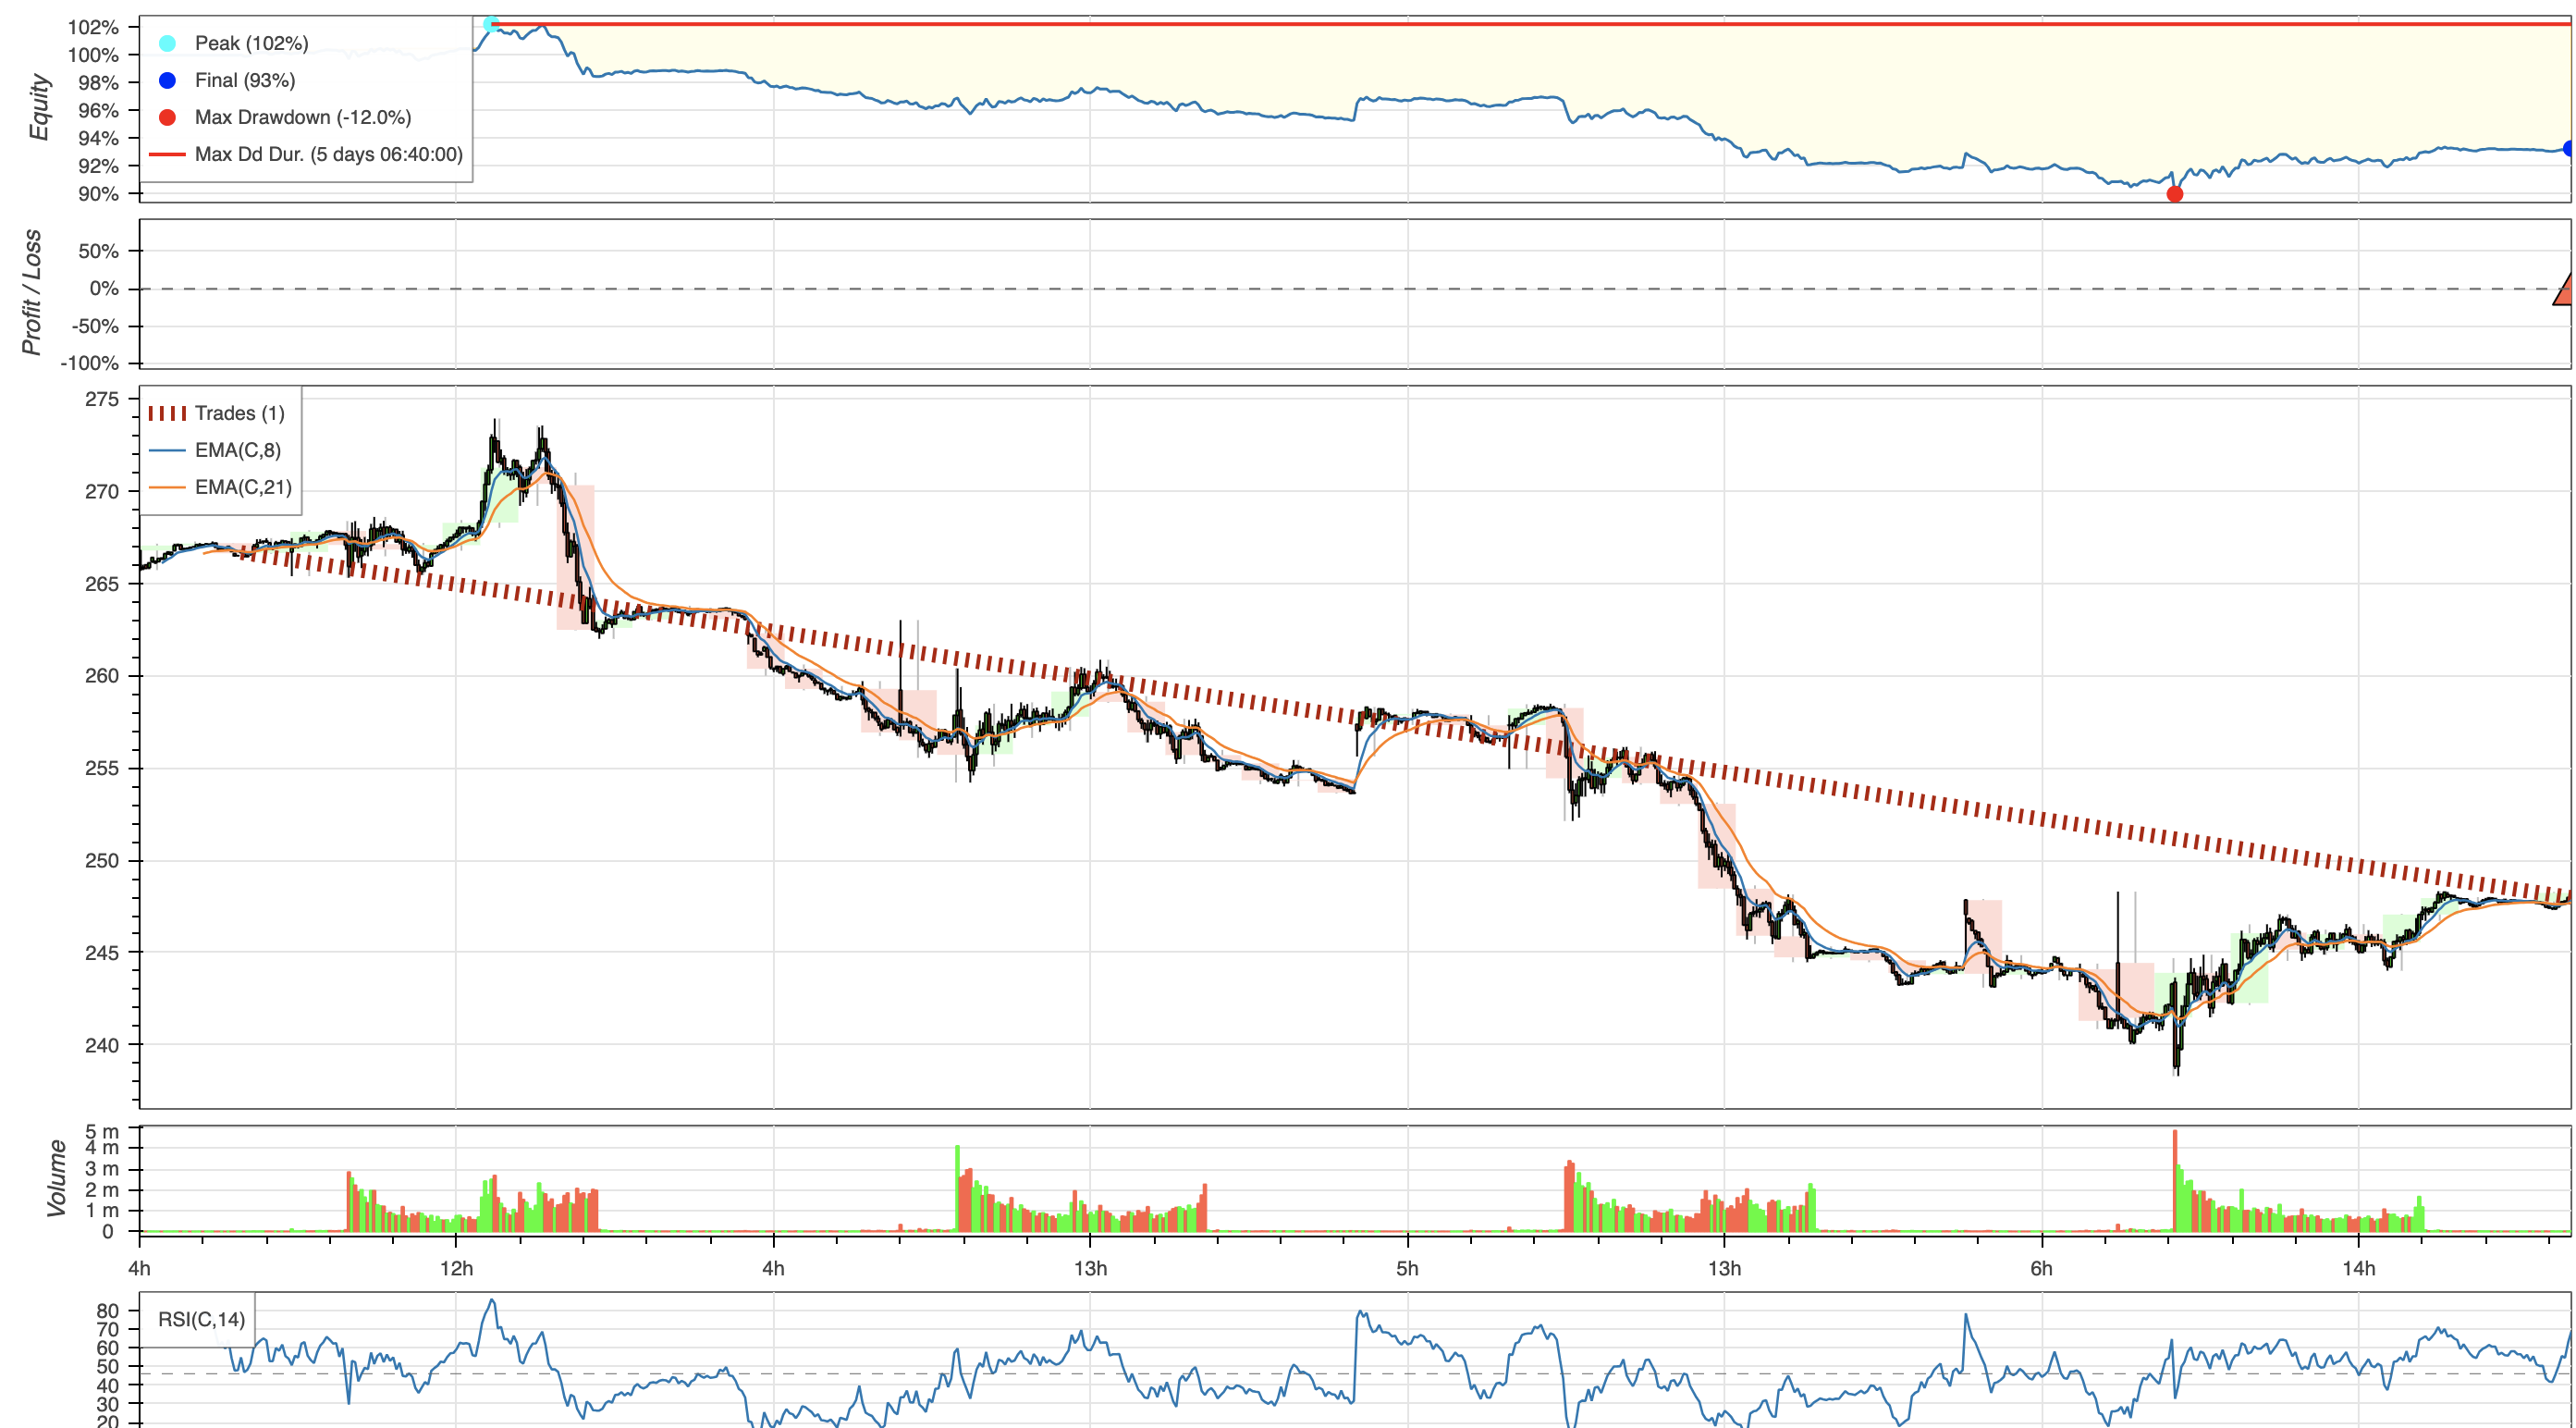 102%
100%
98%
96%
94%
92%
90%
Equity
Peak (102%)
Final (93%)
Max Drawdown (-12.0%)
Max Dd Dur. (5 days 06:40:00)
50%
0%
-50%
-100%
Profit / Loss
275
270
265
260
255
250
245
240
Trades (1)
EMA(C,8)
EMA(C,21)
5 m
4 m
3 m
2 m
1 m
0
Volume
4h 12h 4h 13h 5h 13h 6h 14h
80
70
60
50
40
30
20
RSI(C,14)